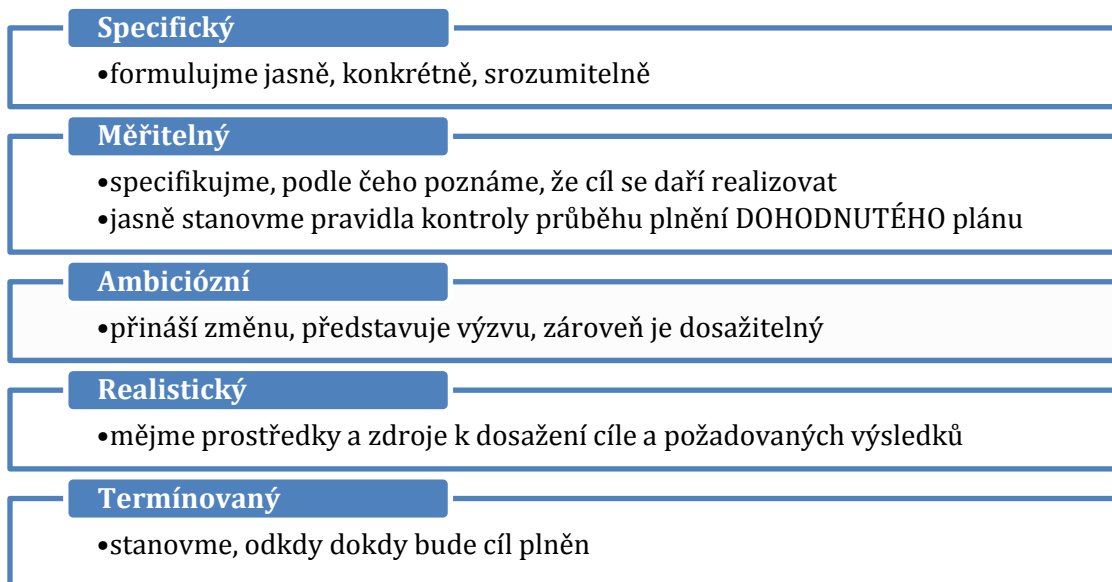 Specifický
•formulujme jasně, konkrétně, srozumitelně
Měřitelný
•specifikujme, podle čeho poznáme, že cíl se daří realizovat
•jasně stanovme pravidla kontroly průběhu plnění DOHODNUTÉHO plánu
Ambiciózní
•přináší změnu, představuje výzvu, zároveň je dosažitelný
Realistický
•mějme prostředky a zdroje k dosažení cíle a požadovaných výsledků
Termínovaný
•stanovme, odkdy dokdy bude cíl plněn